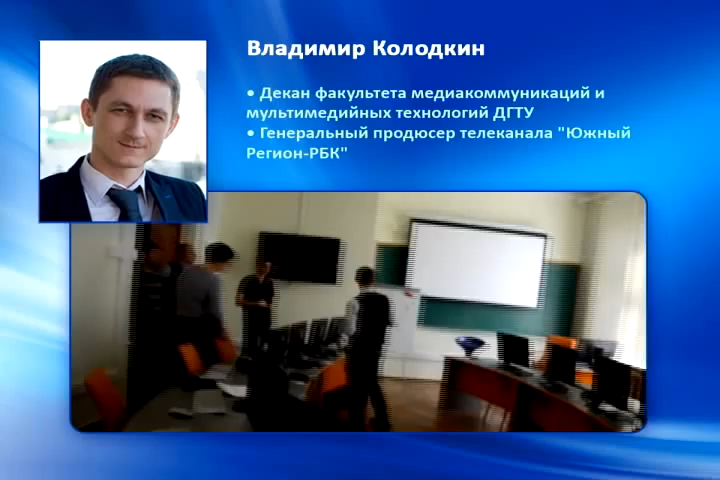 Владимир Колодкин
• Декан факультета медиакоммуникаций и
мультимедийных технологий ДГТУ
• Генеральный продюсер телеканала "Южный
Регион-РБК"